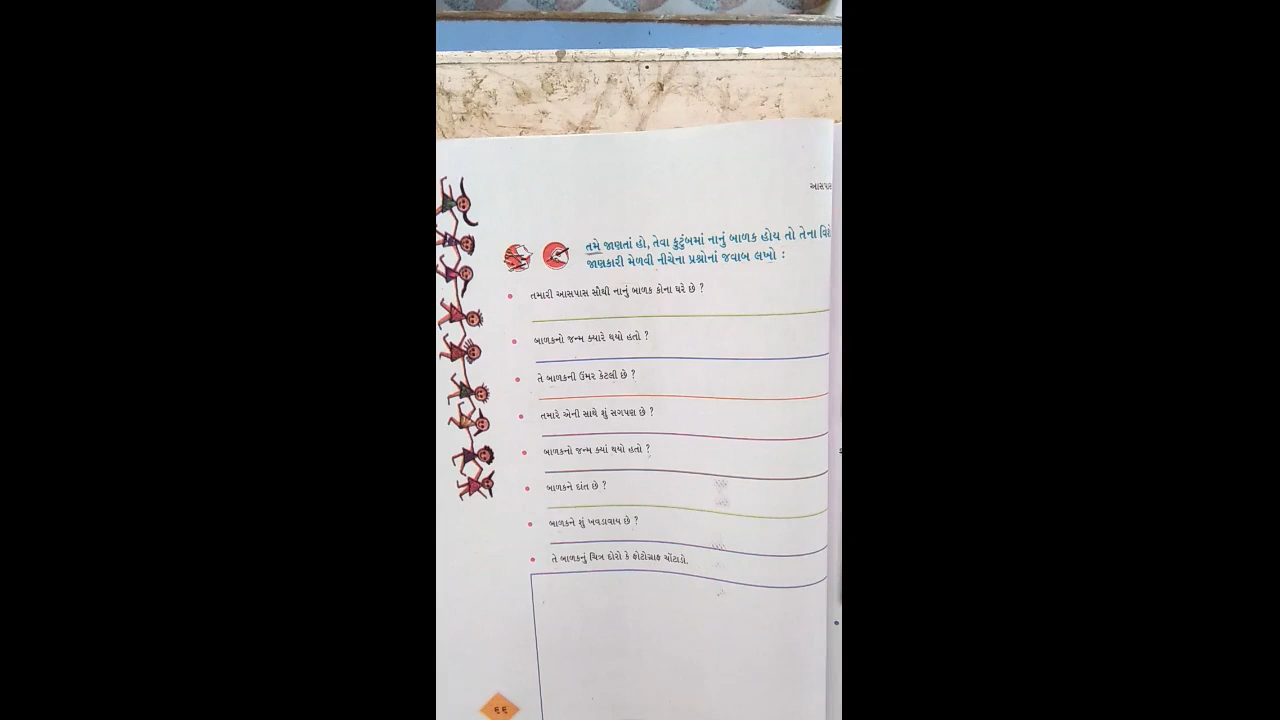 તમે જાણતાં હો, તેવા કુટુંબમાં નાનું બાળક હોય તો તેના
જાણકારી મેળવી નીચેના પ્રશ્નોનાં જવાબ લખો :
તમારી આસપાસ સૌથી નાનું બાળક કોના ઘરે છે ?
બાળકનો જન્મ ક્યારે થયો હતો ?
તે બાળકની ઉંમર કેટલી છે ?
તમારે એની સાથે શું સગપણ છે ?
બાળકનો જન્મ ક્યાં થયો હતો ?
બાળકને દાંત છે ?
બાળકને શું ખવડાવાય છે ?
તે બાળકનું ચિત્ર દોરો કે ફોટોગ્રાફ ચોંટાડો.
૬૬